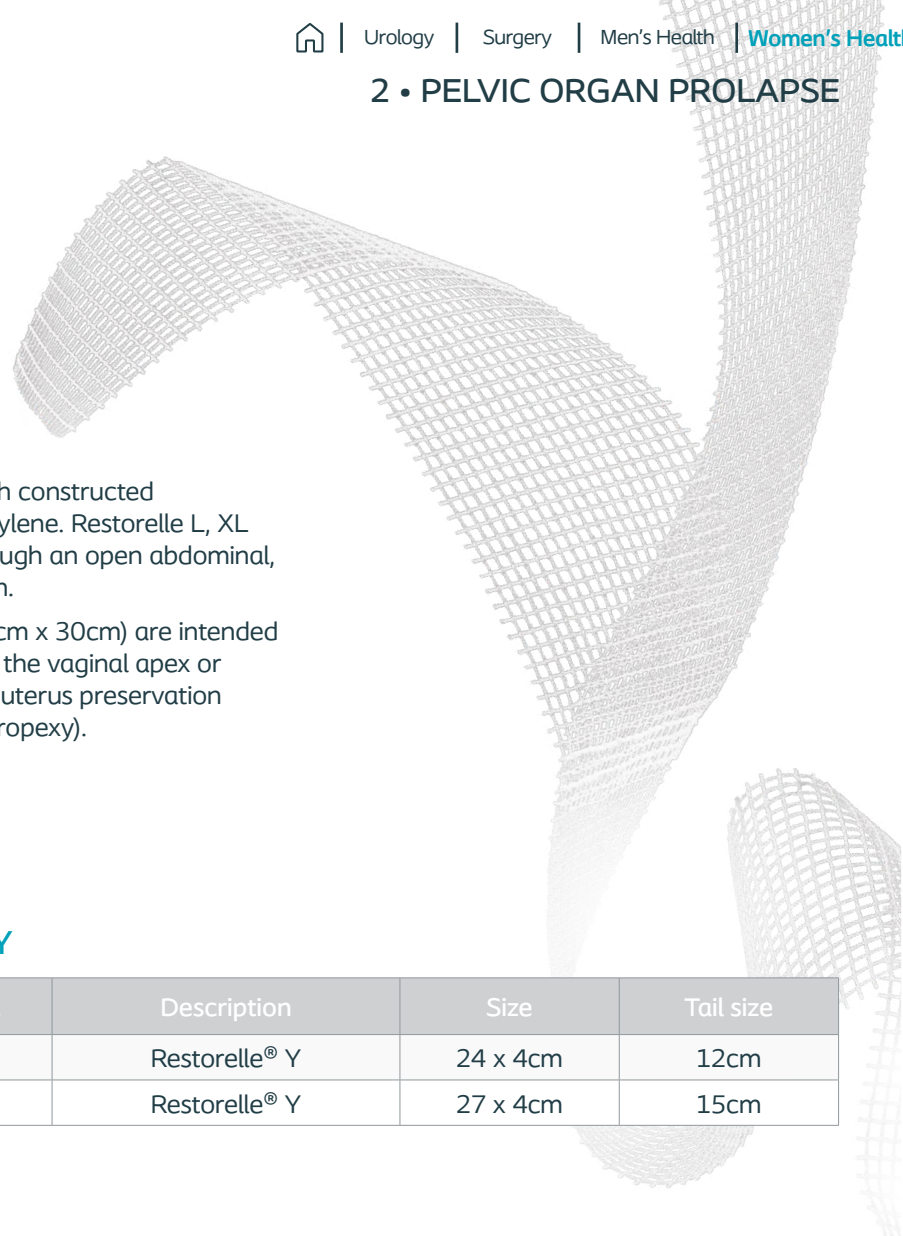 Urology | Surgery | Men's Health | Women's Healt
2 • PELVIC ORGAN PROLAPSE
h constructed
ylene. Restorelle L, XL
ough an open abdominal,
n.
cm x 30cm) are intended
the vaginal apex or
uterus preservation
ropexy).
Y
Description Size Tail size
Restorelle® Y 24 x 4cm 12cm
Restorelle® Y 27 x 4cm 15cm